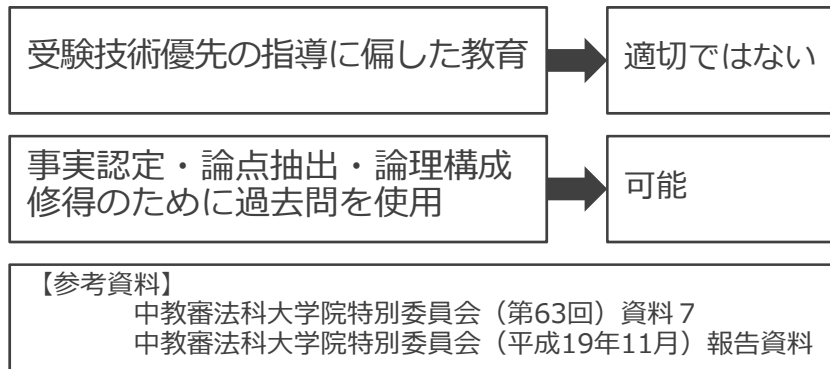 受験技術優先の指導に偏した教育
適切ではない
事実認定・論点抽出・論理構成
修得のために過去問を使用
可能
【参考資料】
中教審法科大学院特別委員会（第63回）資料７
中教審法科大学院特別委員会（平成19年11月）報告資料